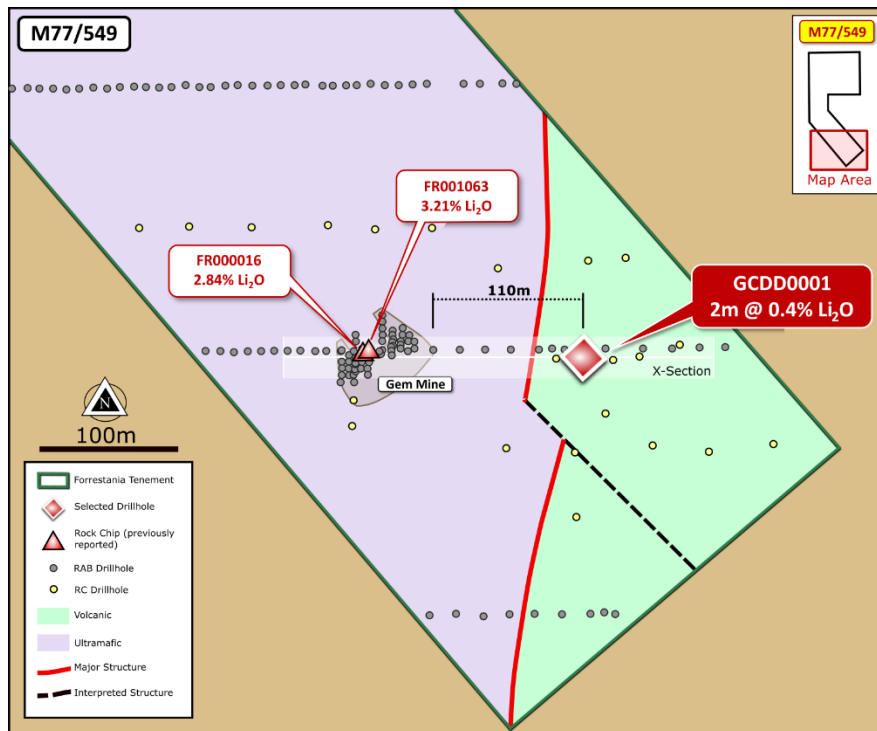 M77/549
M77/549
Map Area
FR001063
3.21% Li₂O
FR000016
2.84% Li₂O
GCDD0001
2m @ 0.4% Li₂O
110m
X-Section
Gem Mine
N
100m
Forrestania Tenement
Selected Drillhole
Rock Chip (previously
reported)
RAB Drillhole
RC Drillhole
Volcanic
Ultramafic
Major Structure
Interpreted Structure